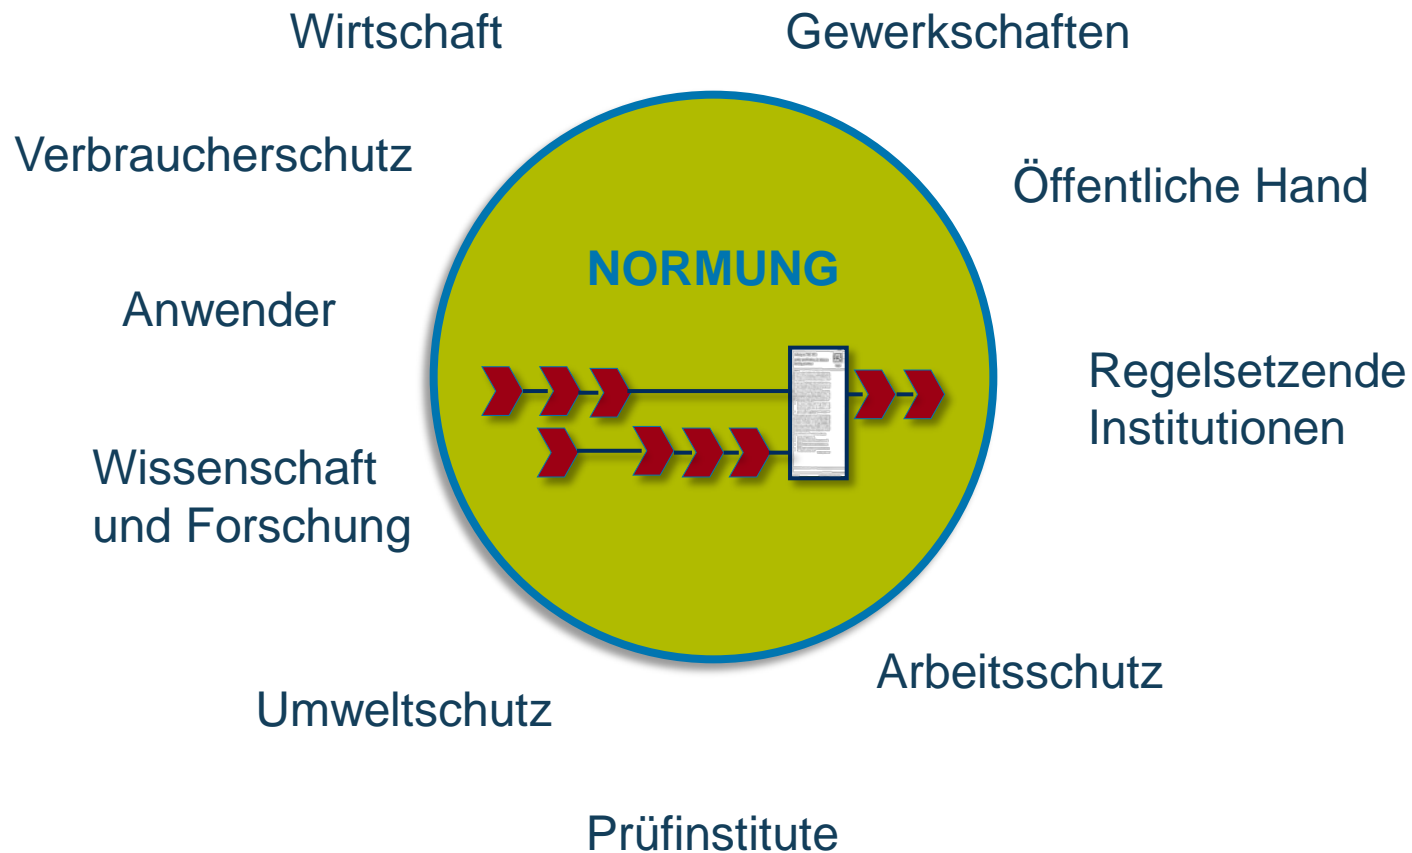 Wirtschaft
Gewerkschaften
Verbraucherschutz
Öffentliche Hand
NORMUNG
Anwender
Regelsetzende
Institutionen
Wissenschaft
und Forschung
Arbeitsschutz
Umweltschutz
Prüfinstitute